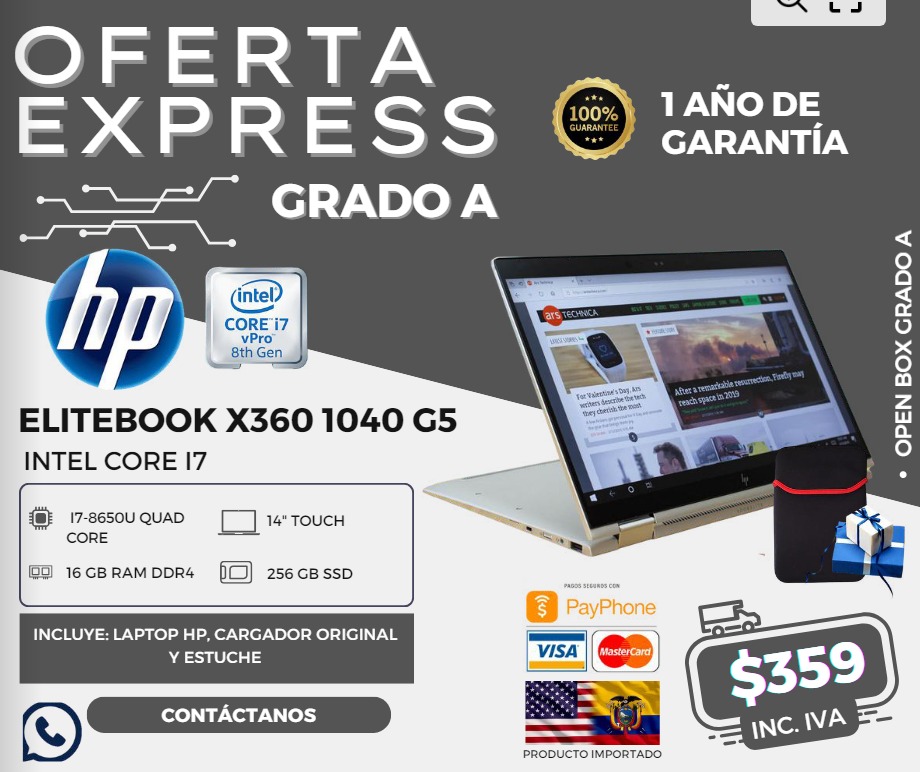 OFERTA
EXPRESS
GRADO A
100%
GUARANTEE
1 AÑO DE
GARANTÍA
hp
intel
CORE i7
vPro
8th Gen
OPEN BOX GRADO A
ars TECHNICA
For Valentine's Day, Ars
writers describe the tech
they cherish the most
After a remarkable resurrection, Firefly may
reach space in 2019
hp
ELITEBOOK X360 1040 G5
INTEL CORE I7
I7-8650U QUAD
CORE
14" TOUCH
16 GB RAM DDR4
256 GB SSD
INCLUYE: LAPTOP HP, CARGADOR ORIGINAL
Y ESTUCHE
CONTÁCTANOS
PAGOS SEGUROS CON
PayPhone
VISA
MasterCard
PRODUCTO IMPORTADO
$359
INC. IVA